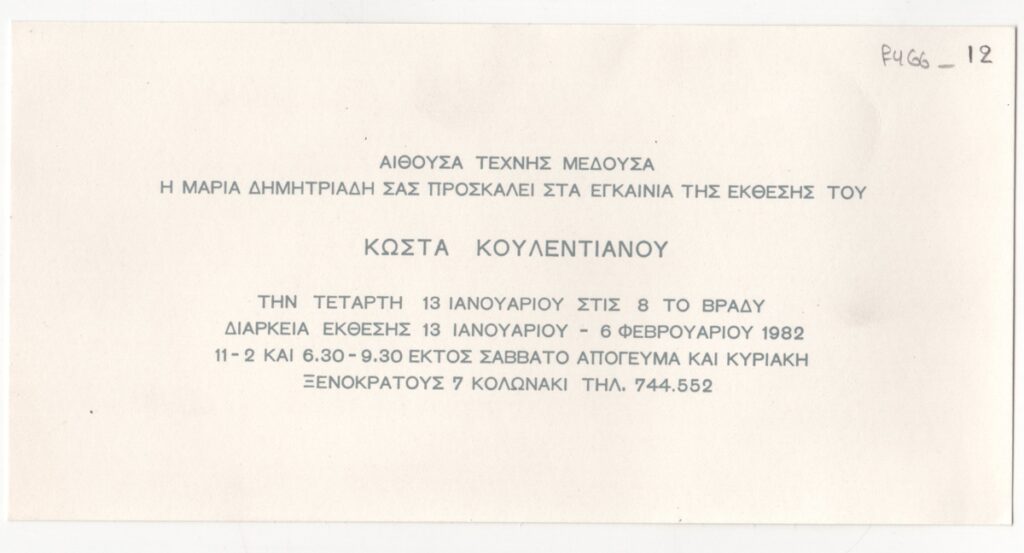 F466_12
ΑΙΘΟΥΣΑ ΤΕΧΝΗΣ ΜΕΔΟΥΣΑ
Η ΜΑΡΙΑ ΔΗΜΗΤΡΙΑΔΗ ΣΑΣ ΠΡΟΣΚΑΛΕΙ ΣΤΑ ΕΓΚΑΙΝΙΑ ΤΗΣ ΕΚΘΕΣΗΣ ΤΟΥ
ΚΩΣΤΑ ΚΟΥΛΕΝΤΙΑΝΟΥ
ΤΗΝ ΤΕΤΑΡΤΗ 13 ΙΑΝΟΥΑΡΙΟΥ ΣΤΙΣ 8 ΤΟ ΒΡΑΔΥ
ΔΙΑΡΚΕΙΑ ΕΚΘΕΣΗΣ 13 ΙΑΝΟΥΑΡΙΟΥ - 6 ΦΕΒΡΟΥΑΡΙΟΥ 1982
11-2 ΚΑΙ 6.30-9.30 ΕΚΤΟΣ ΣΑΒΒΑΤΟ ΑΠΟΓΕΥΜΑ ΚΑΙ ΚΥΡΙΑΚΗ
ΞΕΝΟΚΡΑΤΟΥΣ 7 ΚΟΛΩΝΑΚΙ ΤΗΛ. 744.552